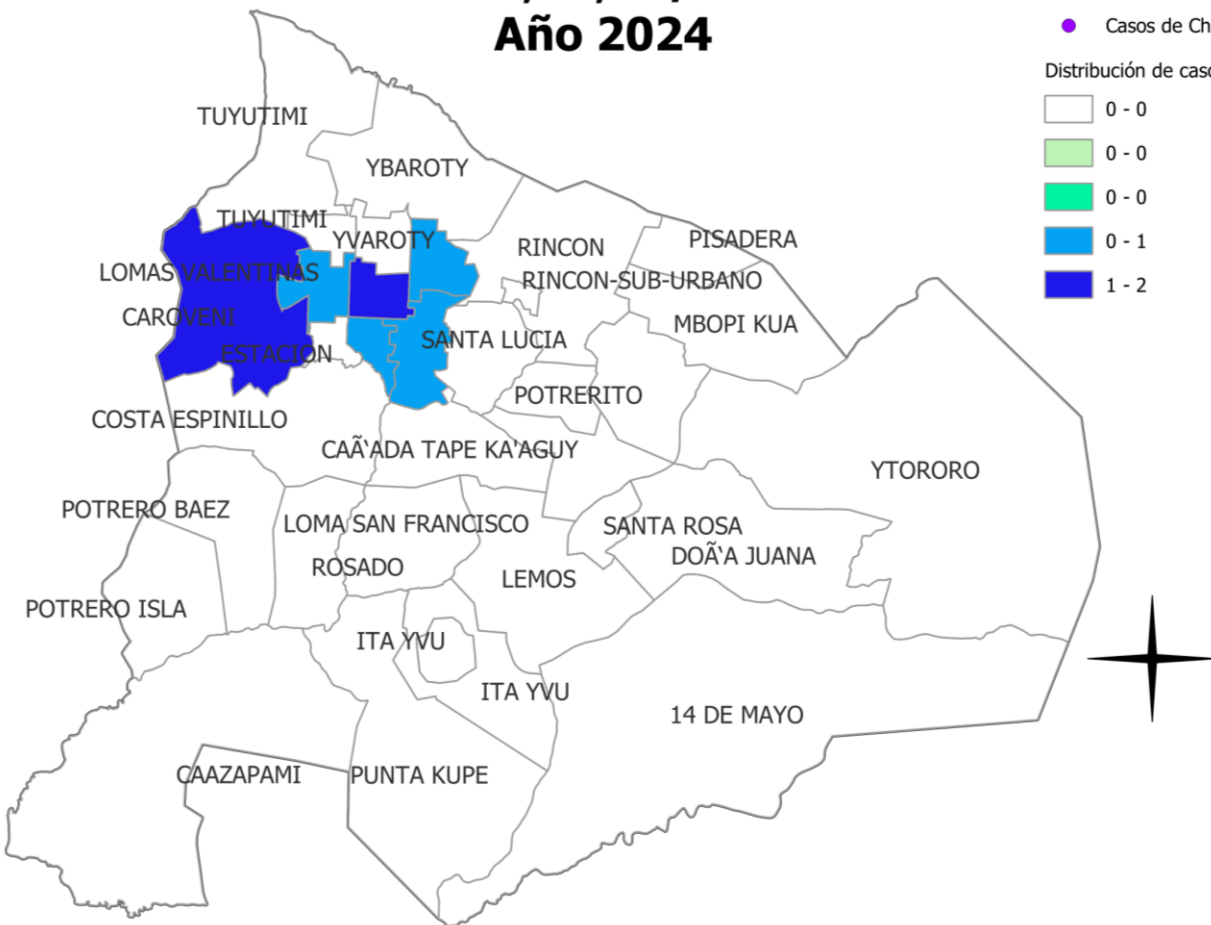 Año 2024
Casos de Ch
Distribución de caso
0 - 0
0 - 0
0 - 0
0 - 1
1 - 2
TUYUTIMI
YBAROTY
TUYUTIMI
YVAROTY
RINCON
PISADERA
LOMAS VALENTINAS
RINCON-SUB-URBANO
CAROVENI
MBOPI KUA
ESTACION
SANTA LUCIA
POTRERITO
COSTA ESPINILLO
CAÃ‘ADA TAPE KA'AGUY
YTORORO
POTRERO BAEZ
LOMA SAN FRANCISCO
SANTA ROSA
DOÃ‘A JUANA
ROSADO
LEMOS
POTRERO ISLA
ITA YVU
ITA YVU
14 DE MAYO
CAAZAPAMI
PUNTA KUPE